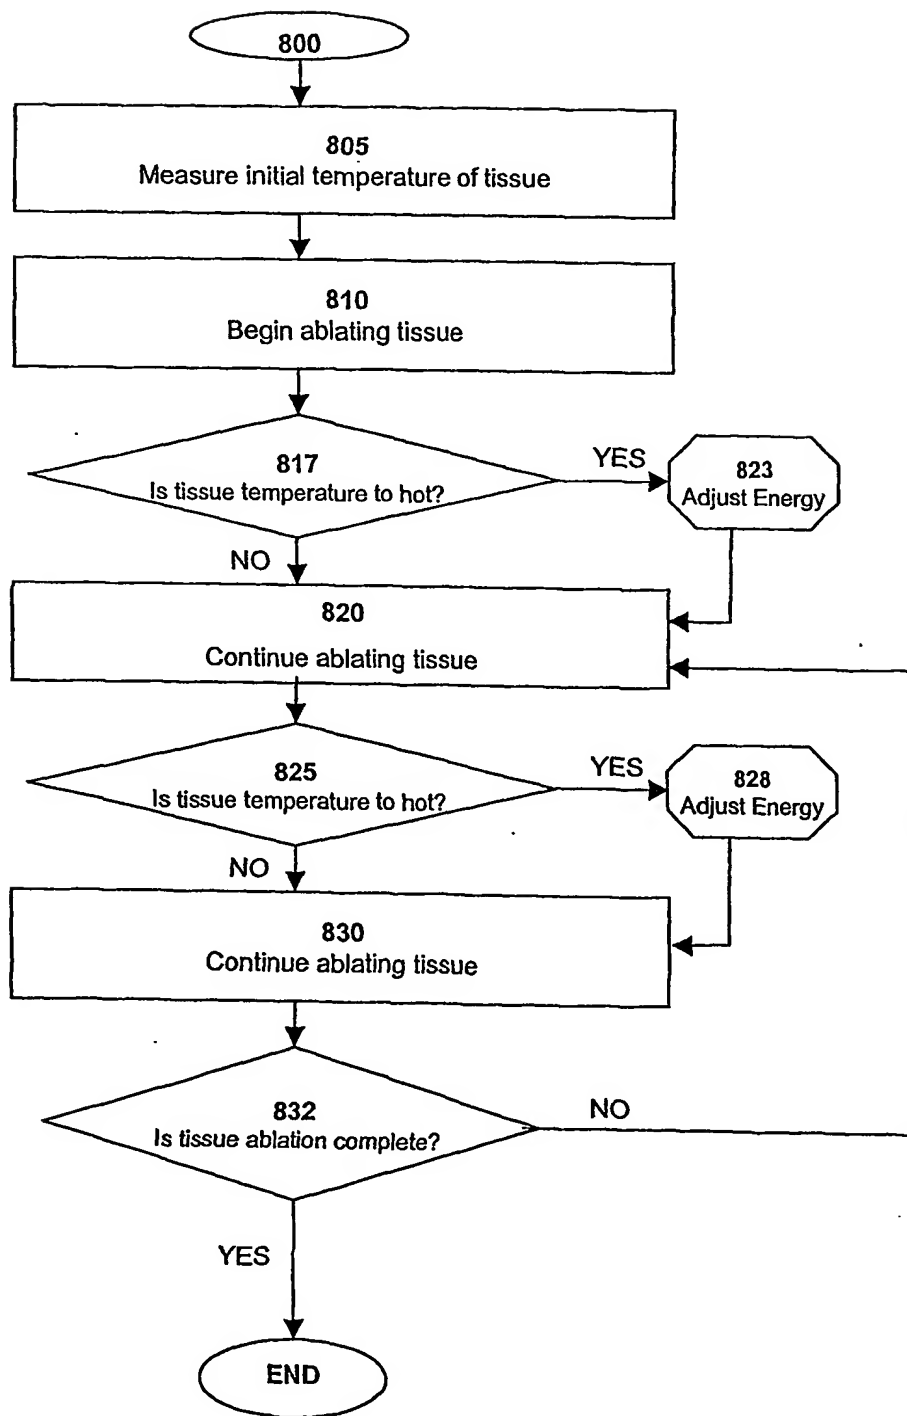 800
805
Measure initial temperature of tissue
810
Begin ablating tissue
817
Is tissue temperature to hot?
YES
823
Adjust Energy
NO
820
Continue ablating tissue
825
Is tissue temperature to hot?
YES
828
Adjust Energy
NO
830
Continue ablating tissue
832
Is tissue ablation complete?
NO
YES
END